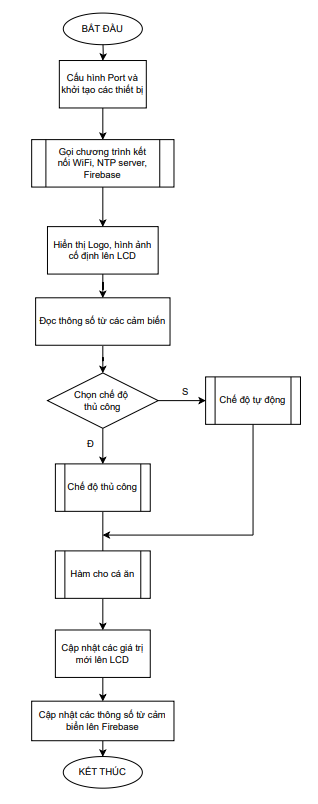 BẮT ĐẦU
Cấu hình Port và
khởi tạo các thiết bị
Gọi chương trình kết
nối WiFi, NTP server,
Firebase
Hiển thị Logo, hình ảnh
cố định lên LCD
Đọc thông số từ các cảm biến
Chọn chế độ
thủ công
S
Chế độ tự động
Đ
Chế độ thủ công
Hàm cho cá ăn
Cập nhật các giá trị
mới lên LCD
Cập nhật các thông số từ cảm
biến lên Firebase
KẾT THÚC